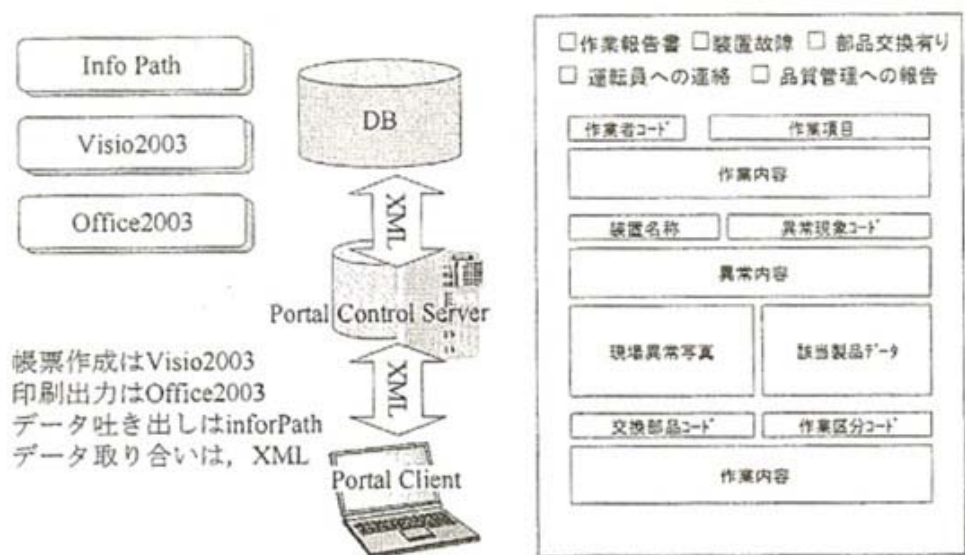 Info Path
Visio2003
Office2003
DB
XML
Portal Control Server
XML
Portal Client
帳票作成はVisio2003
印刷出力はOffice2003
データ吐き出しはinforPath
データ取り合いは，XML
□作業報告書 □装置故障 □ 部品交換有り
□ 運転員への連絡 □ 品質管理への報告
作業者ｺｰﾄﾞ 作業項目
作業内容
装置名称 異常現象ｺｰﾄﾞ
異常内容
現場異常写真 該当製品ﾃﾞｰﾀ
交換部品ｺｰﾄﾞ 作業区分ｺｰﾄﾞ
作業内容